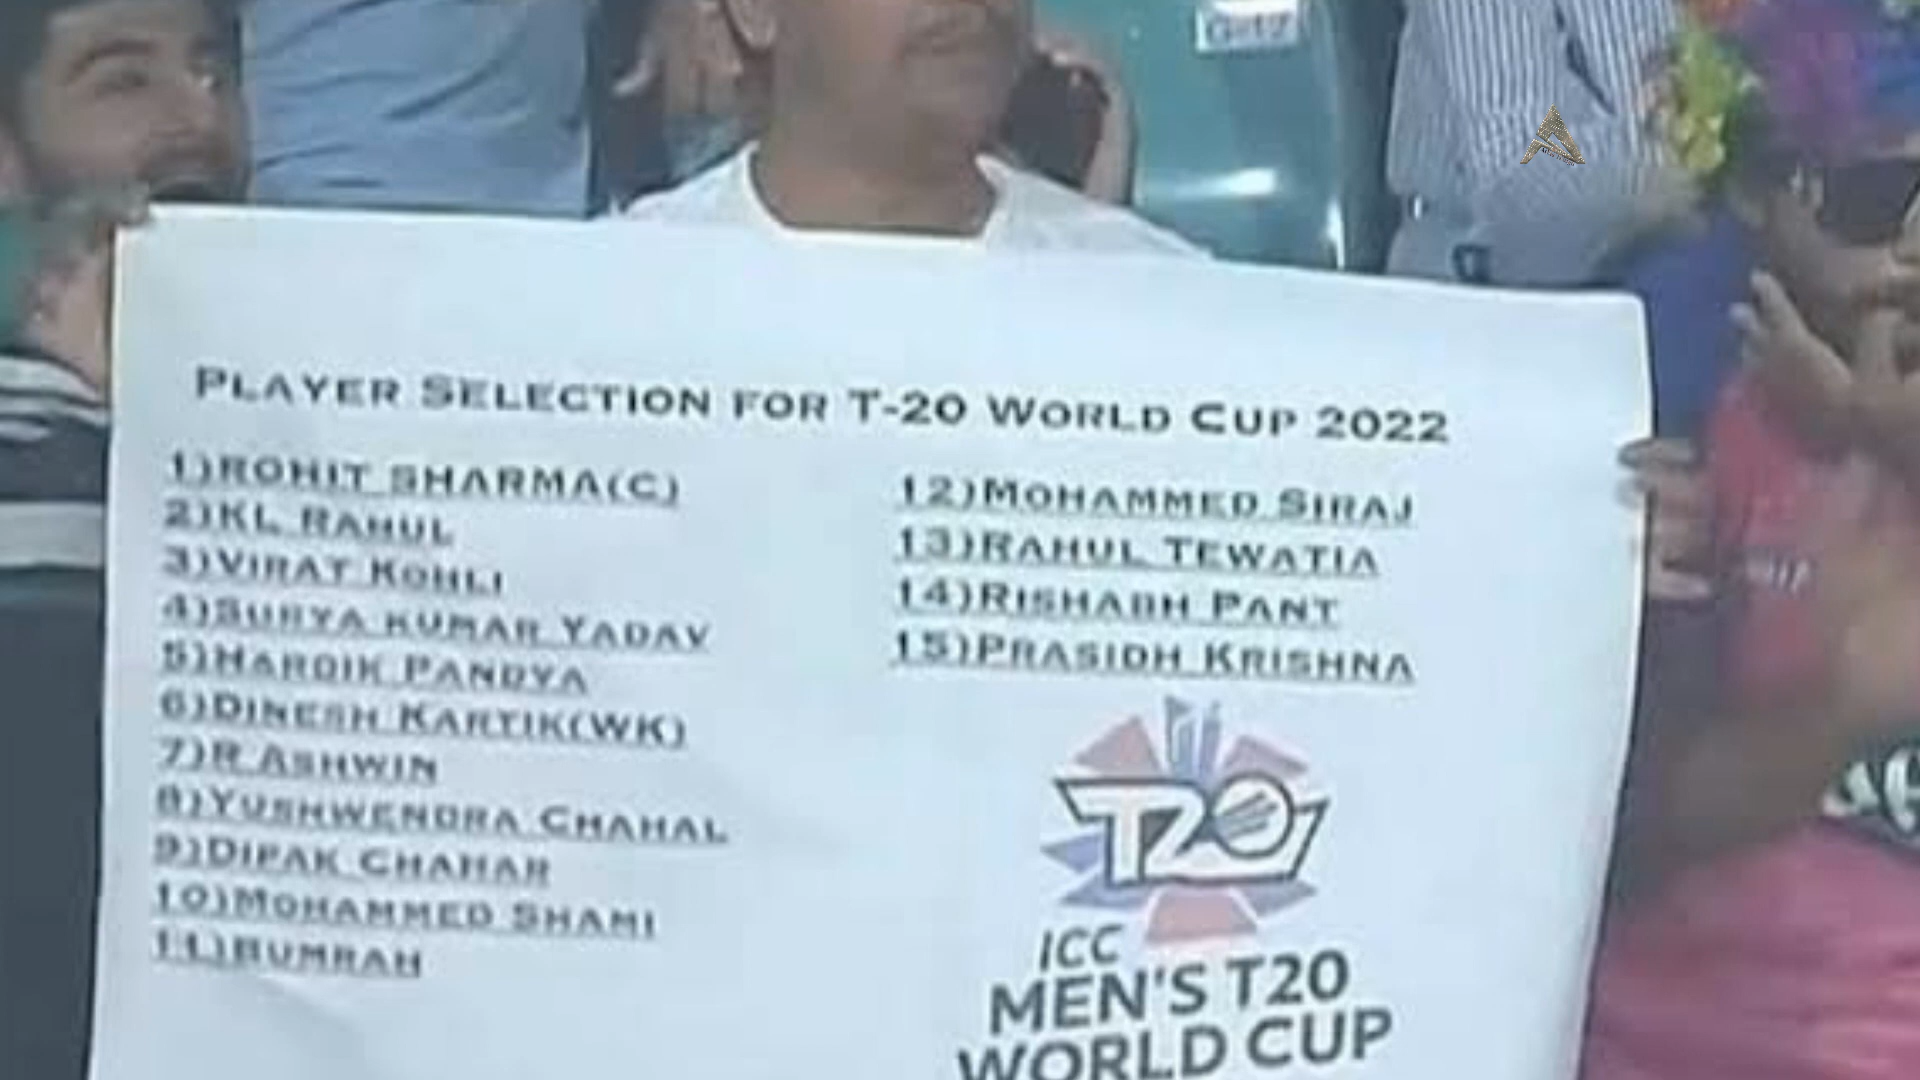 PLAYER SELECTION FOR T-20 WORLD CUP 2022
1)ROHIT SHARMA(C)
2)KL RAHUL
3)VIRAT KOHLI
4)SURYA KUMAR YADAV
5)HARDIK PANDYA
6)DINESH KARTIK(WK)
7)R ASHWIN
8)YUSHWENDRA CHAHAL
9)DIPAK CHAHAR
10)MOHAMMED SHAMI
11)BUMRAH
12)MOHAMMED SIRAJ
13)RAHUL TEWATIA
14)RISHABH PANT
15)PRASIDH KRISHNA
T20
ICC
MEN'S T20
WORLD CUP